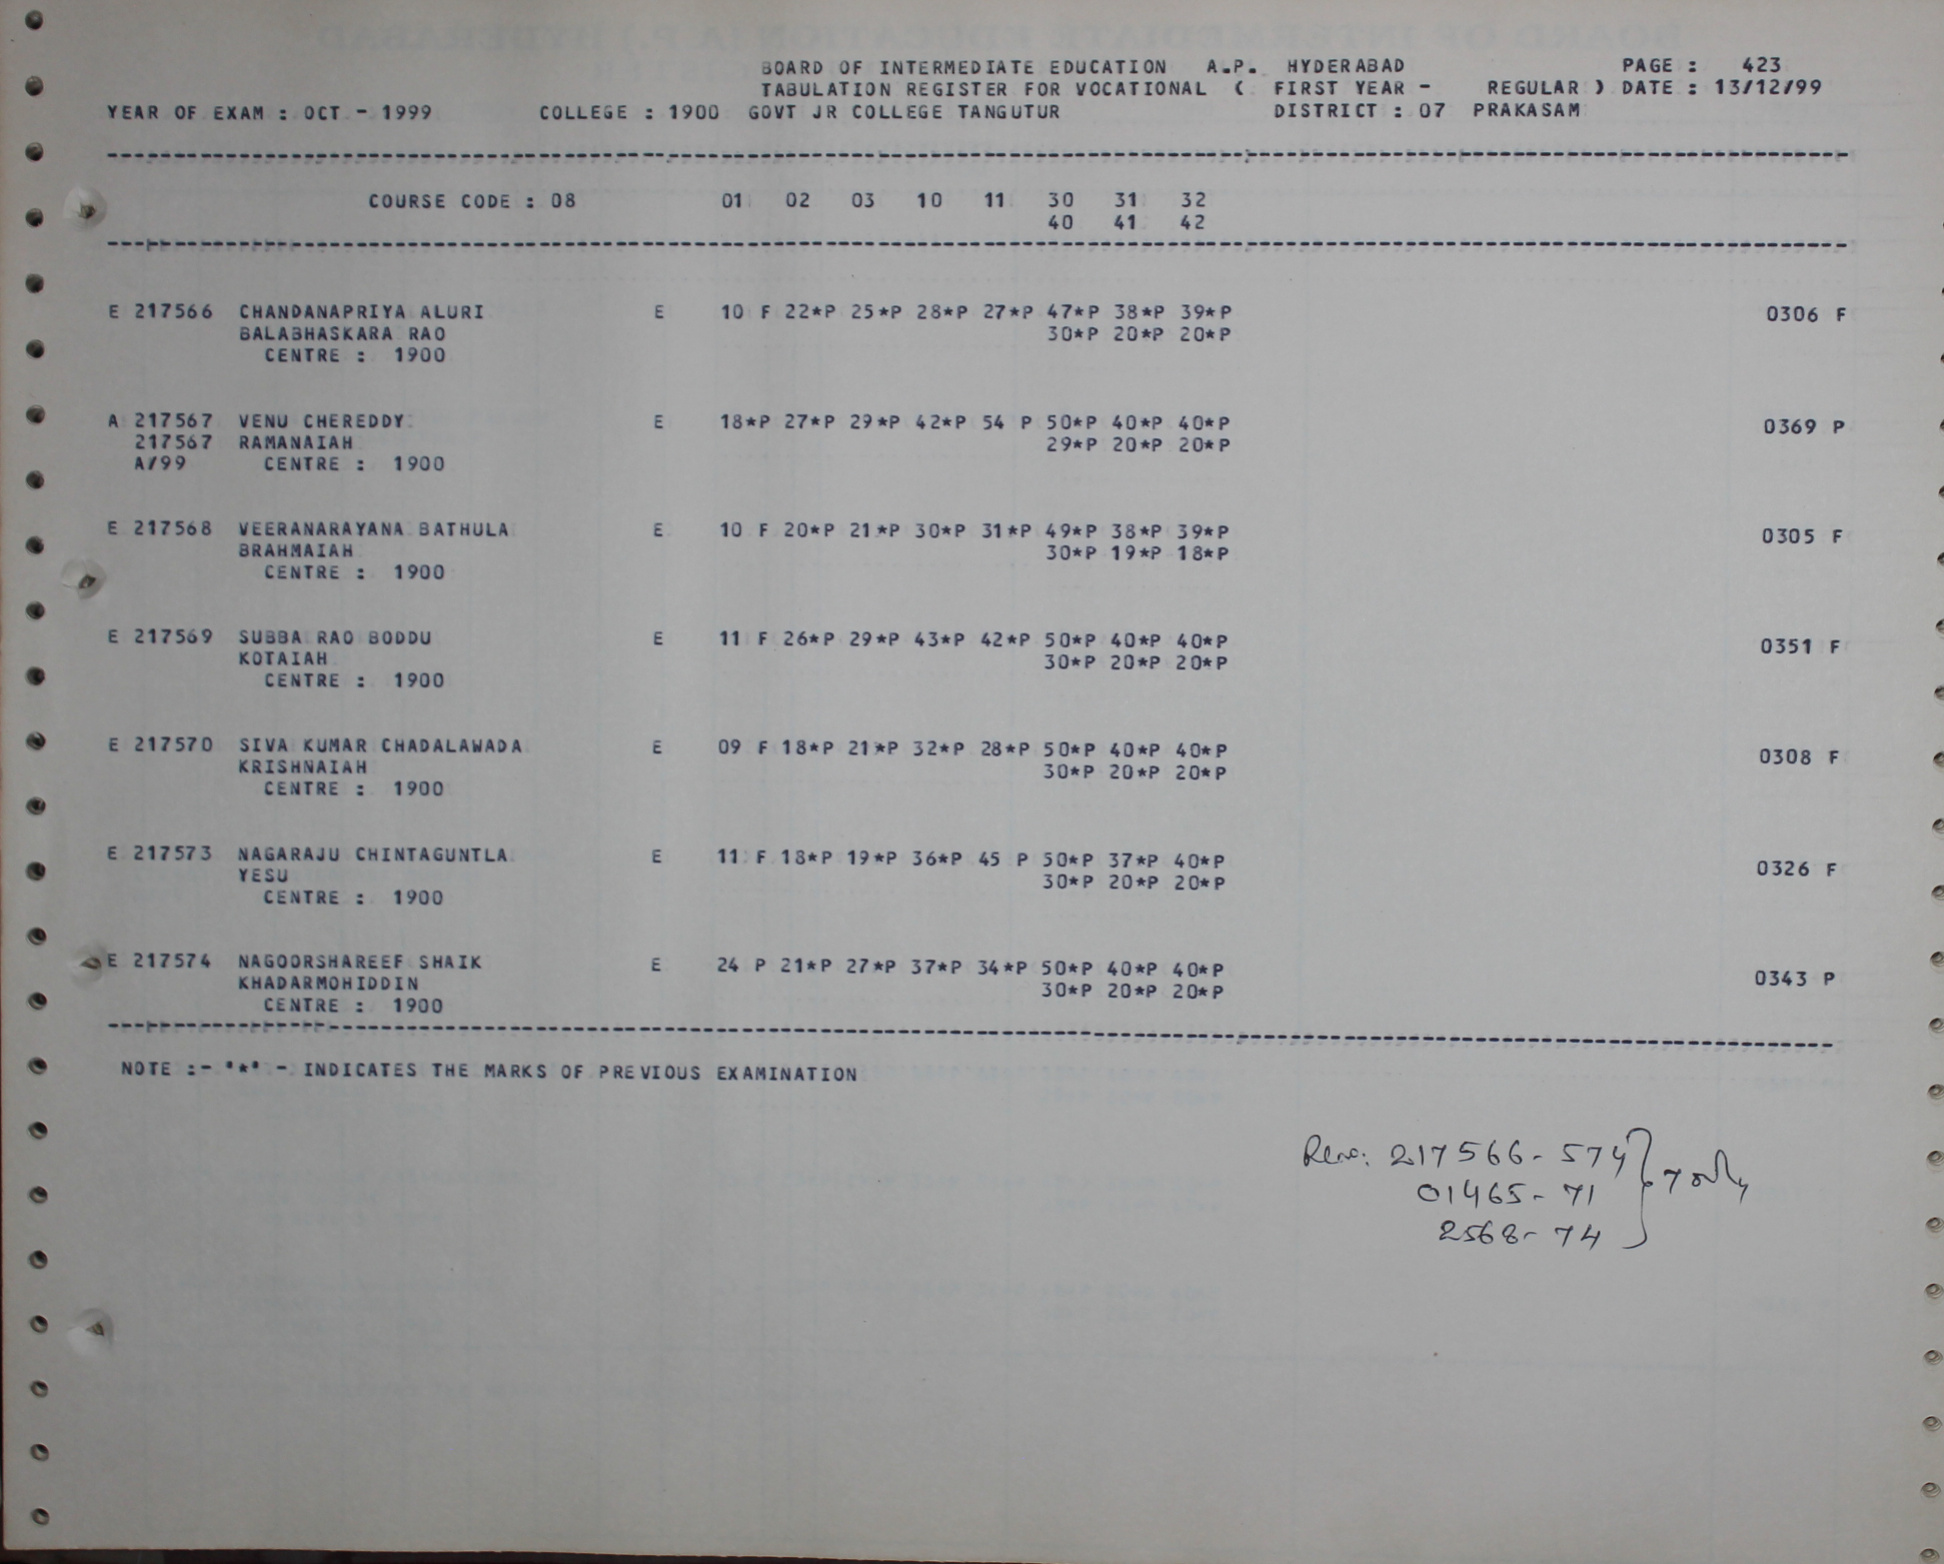 BOARD OF INTERMEDIATE EDUCATION A.P. HYDERABAD PAGE : 423
TABULATION REGISTER FOR VOCATIONAL ( FIRST YEAR - REGULAR ) DATE : 13/12/99
YEAR OF EXAM : OCT - 1999 COLLEGE : 1900 GOVT JR COLLEGE TANGUTUR DISTRICT : 07 PRAKASAM
COURSE CODE : 08 01 02 03 10 11 30 31 32
40 41 42
E 217566 CHANDANAPRIYA ALURI E 10 F 22*P 25*P 28*P 27*P 47*P 38*P 39*P 0306 F
BALABHASKARA RAO 30*P 20*P 20*P
CENTRE : 1900
A 217567 VENU CHEREDDY E 18*P 27*P 29*P 42*P 54 P 50*P 40*P 40*P 0369 P
217567 RAMANAIAH 29*P 20*P 20*P
A/99 CENTRE : 1900
E 217568 VEERANARAYANA BATHULA E 10 F 20*P 21*P 30*P 31*P 49*P 38*P 39*P 0305 F
BRAHMAIAH 30*P 19*P 18*P
CENTRE : 1900
E 217569 SUBBA RAO BODDU E 11 F 26*P 29*P 43*P 42*P 50*P 40*P 40*P 0351 F
KOTAIAH 30*P 20*P 20*P
CENTRE : 1900
E 217570 SIVA KUMAR CHADALAWADA E 09 F 18*P 21*P 32*P 28*P 50*P 40*P 40*P 0308 F
KRISHNAIAH 30*P 20*P 20*P
CENTRE : 1900
E 217573 NAGARAJU CHINTAGUNTLA E 11 F 18*P 19*P 36*P 45 P 50*P 37*P 40*P 0326 F
YESU 30*P 20*P 20*P
CENTRE : 1900
E 217574 NAGOORSHAREEF SHAIK E 24 P 21*P 27*P 37*P 34*P 50*P 40*P 40*P 0343 P
KHADARMOHIDDIN 30*P 20*P 20*P
CENTRE : 1900
NOTE :- "*" - INDICATES THE MARKS OF PREVIOUS EXAMINATION
217566 - 574
01465 - 71 } 7 only
2568 - 74